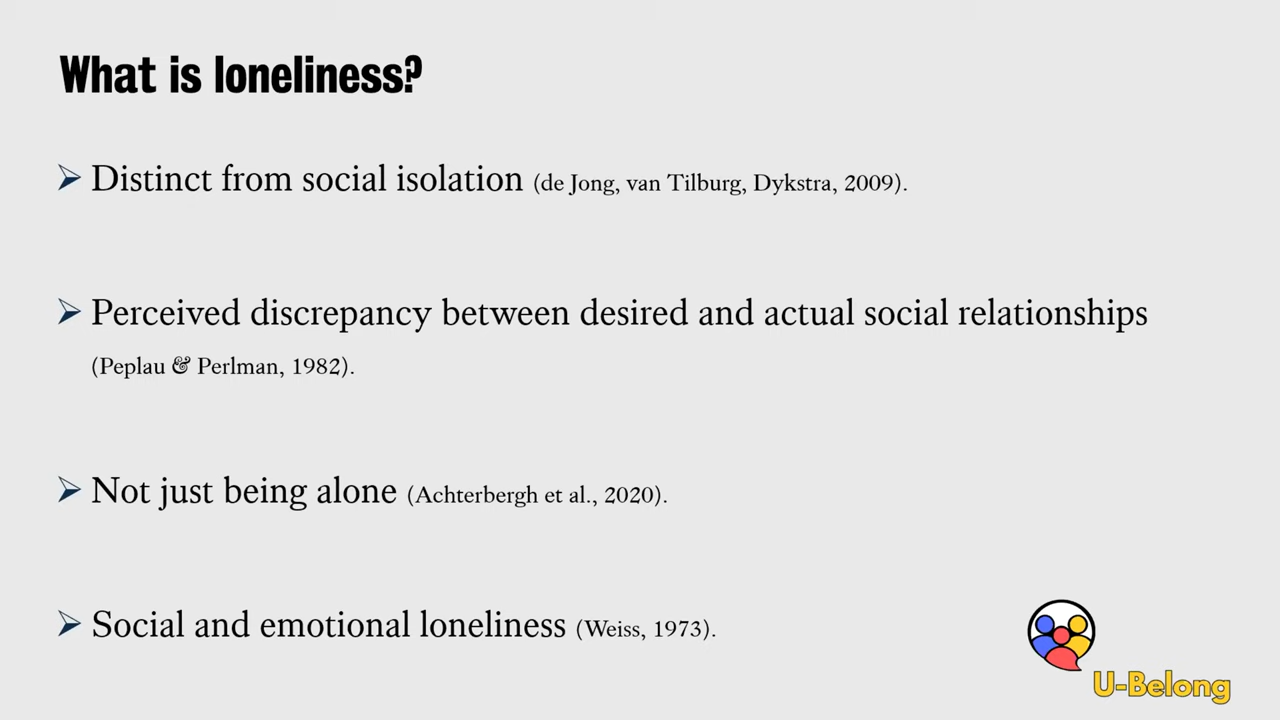 What is loneliness?
➢ Distinct from social isolation (de Jong, van Tilburg, Dykstra, 2009).
➢ Perceived discrepancy between desired and actual social relationships
(Peplau & Perlman, 1982).
➢ Not just being alone (Achterbergh et al., 2020).
➢ Social and emotional loneliness (Weiss, 1973).
U-Belong